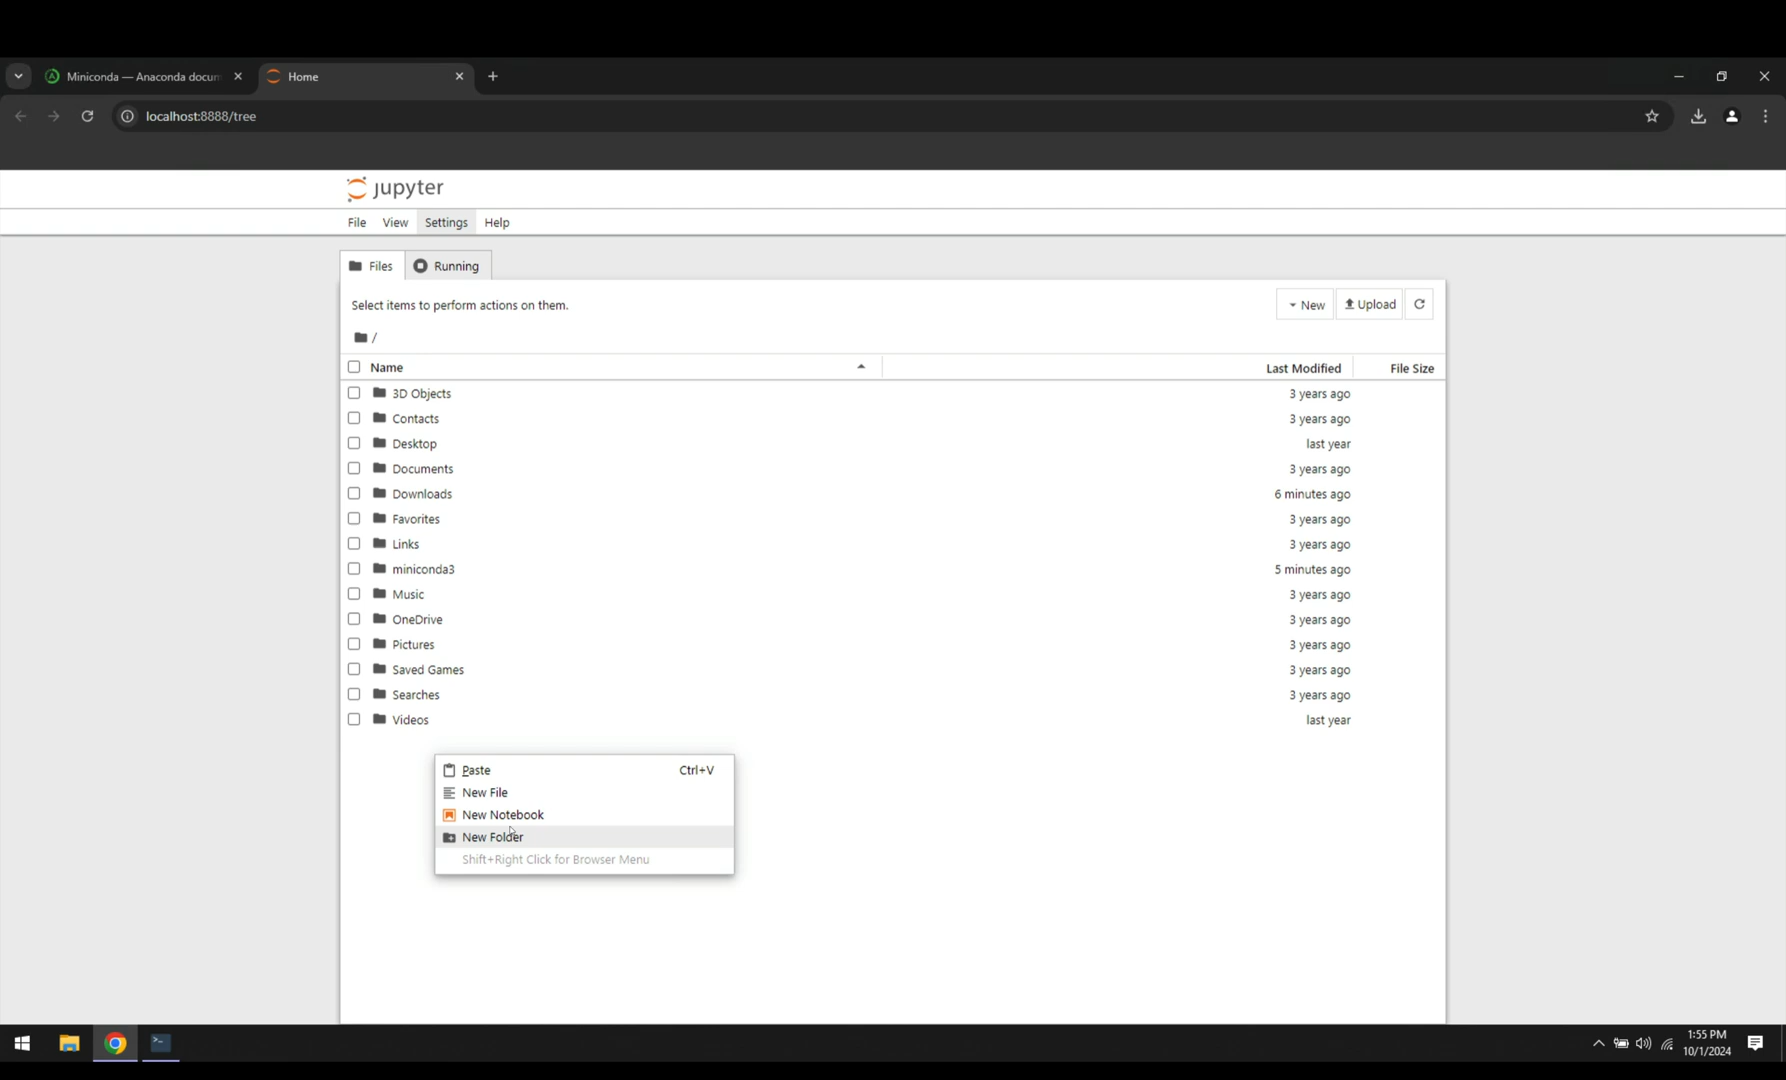 Miniconda — Anaconda docum
Home
localhost:8888/tree
jupyter
File View Settings Help
Files Running
Select items to perform actions on them.
New Upload
/
Name Last Modified File Size
3D Objects 3 years ago
Contacts 3 years ago
Desktop last year
Documents 3 years ago
Downloads 6 minutes ago
Favorites 3 years ago
Links 3 years ago
miniconda3 5 minutes ago
Music 3 years ago
OneDrive 3 years ago
Pictures 3 years ago
Saved Games 3 years ago
Searches 3 years ago
Videos last year
Paste Ctrl+V
New File
New Notebook
New Folder
Shift+Right Click for Browser Menu
1:55 PM
10/1/2024